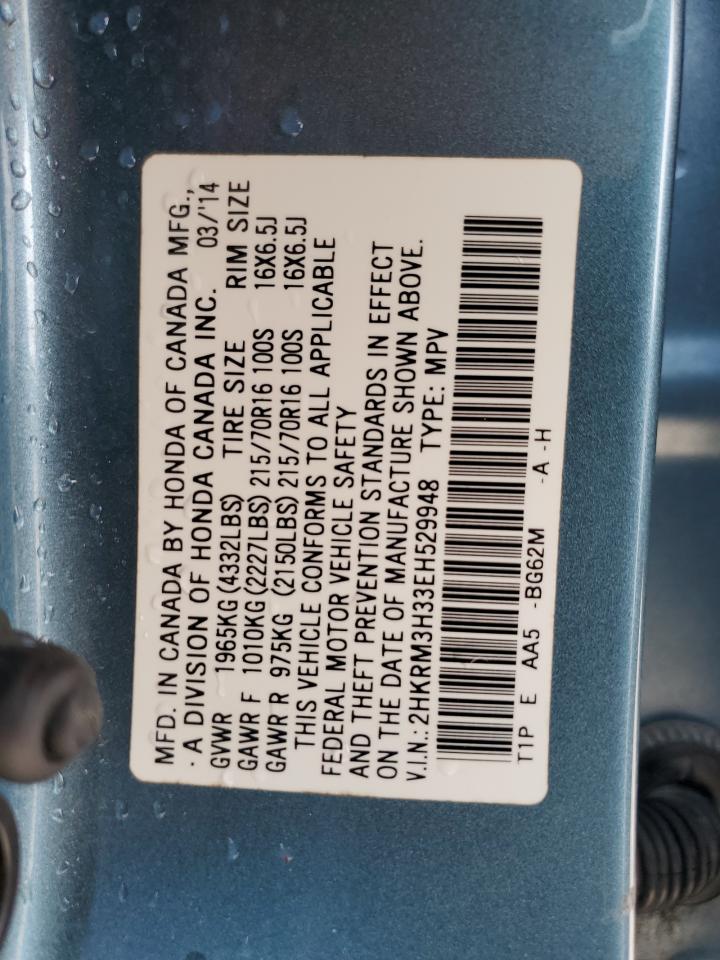 MFD. IN CANADA BY HONDA OF CANADA MFG.,
· A DIVISION OF HONDA CANADA INC. 03/'14
GVWR 1965KG (4332LBS) TIRE SIZE RIM SIZE
GAWR F 1010KG (2227LBS) 215/70R16 100S 16X6.5J
GAWR R 975KG (2150LBS) 215/70R16 100S 16X6.5J
THIS VEHICLE CONFORMS TO ALL APPLICABLE
FEDERAL MOTOR VEHICLE SAFETY
AND THEFT PREVENTION STANDARDS IN EFFECT
ON THE DATE OF MANUFACTURE SHOWN ABOVE.
V.I.N.: 2HKRM3H33EH529948 TYPE: MPV
T1P E AA5 -BG62M -A -H